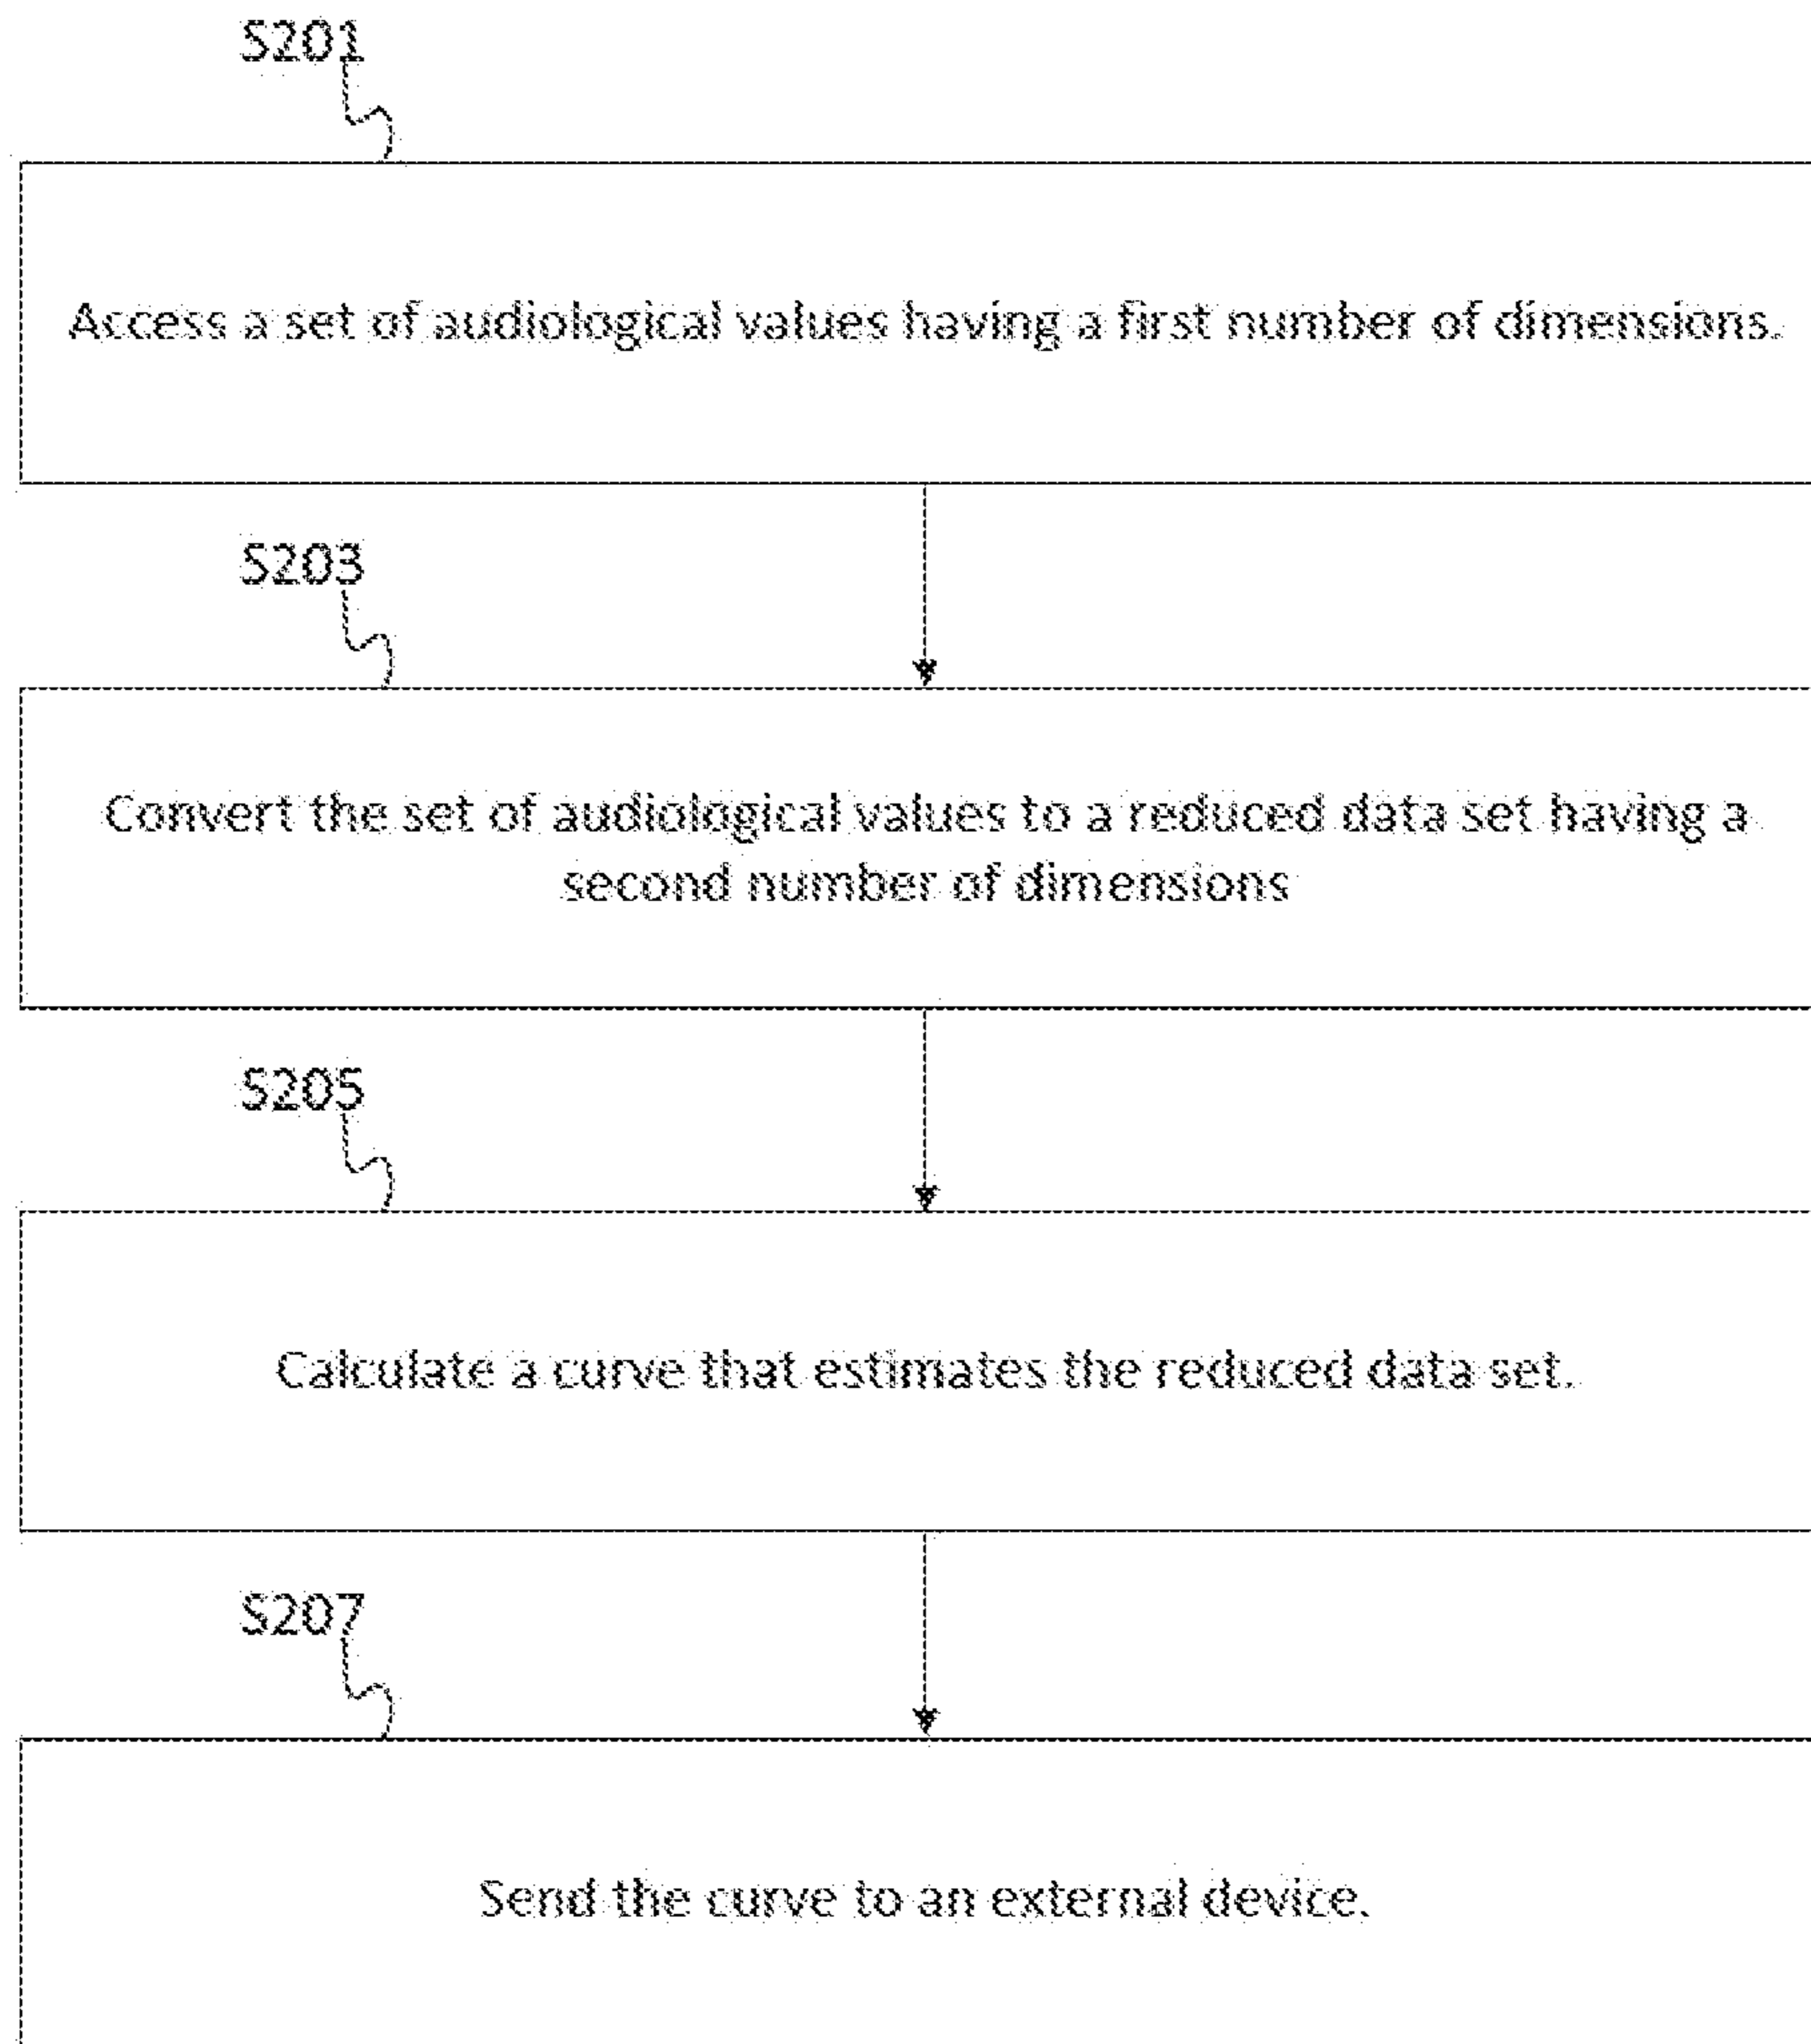 S201
Access a set of audiological values having a first number of dimensions.
S203
Convert the set of audiological values to a reduced data set having a
second number of dimensions
S205
Calculate a curve that estimates the reduced data set.
S207
Send the curve to an external device.